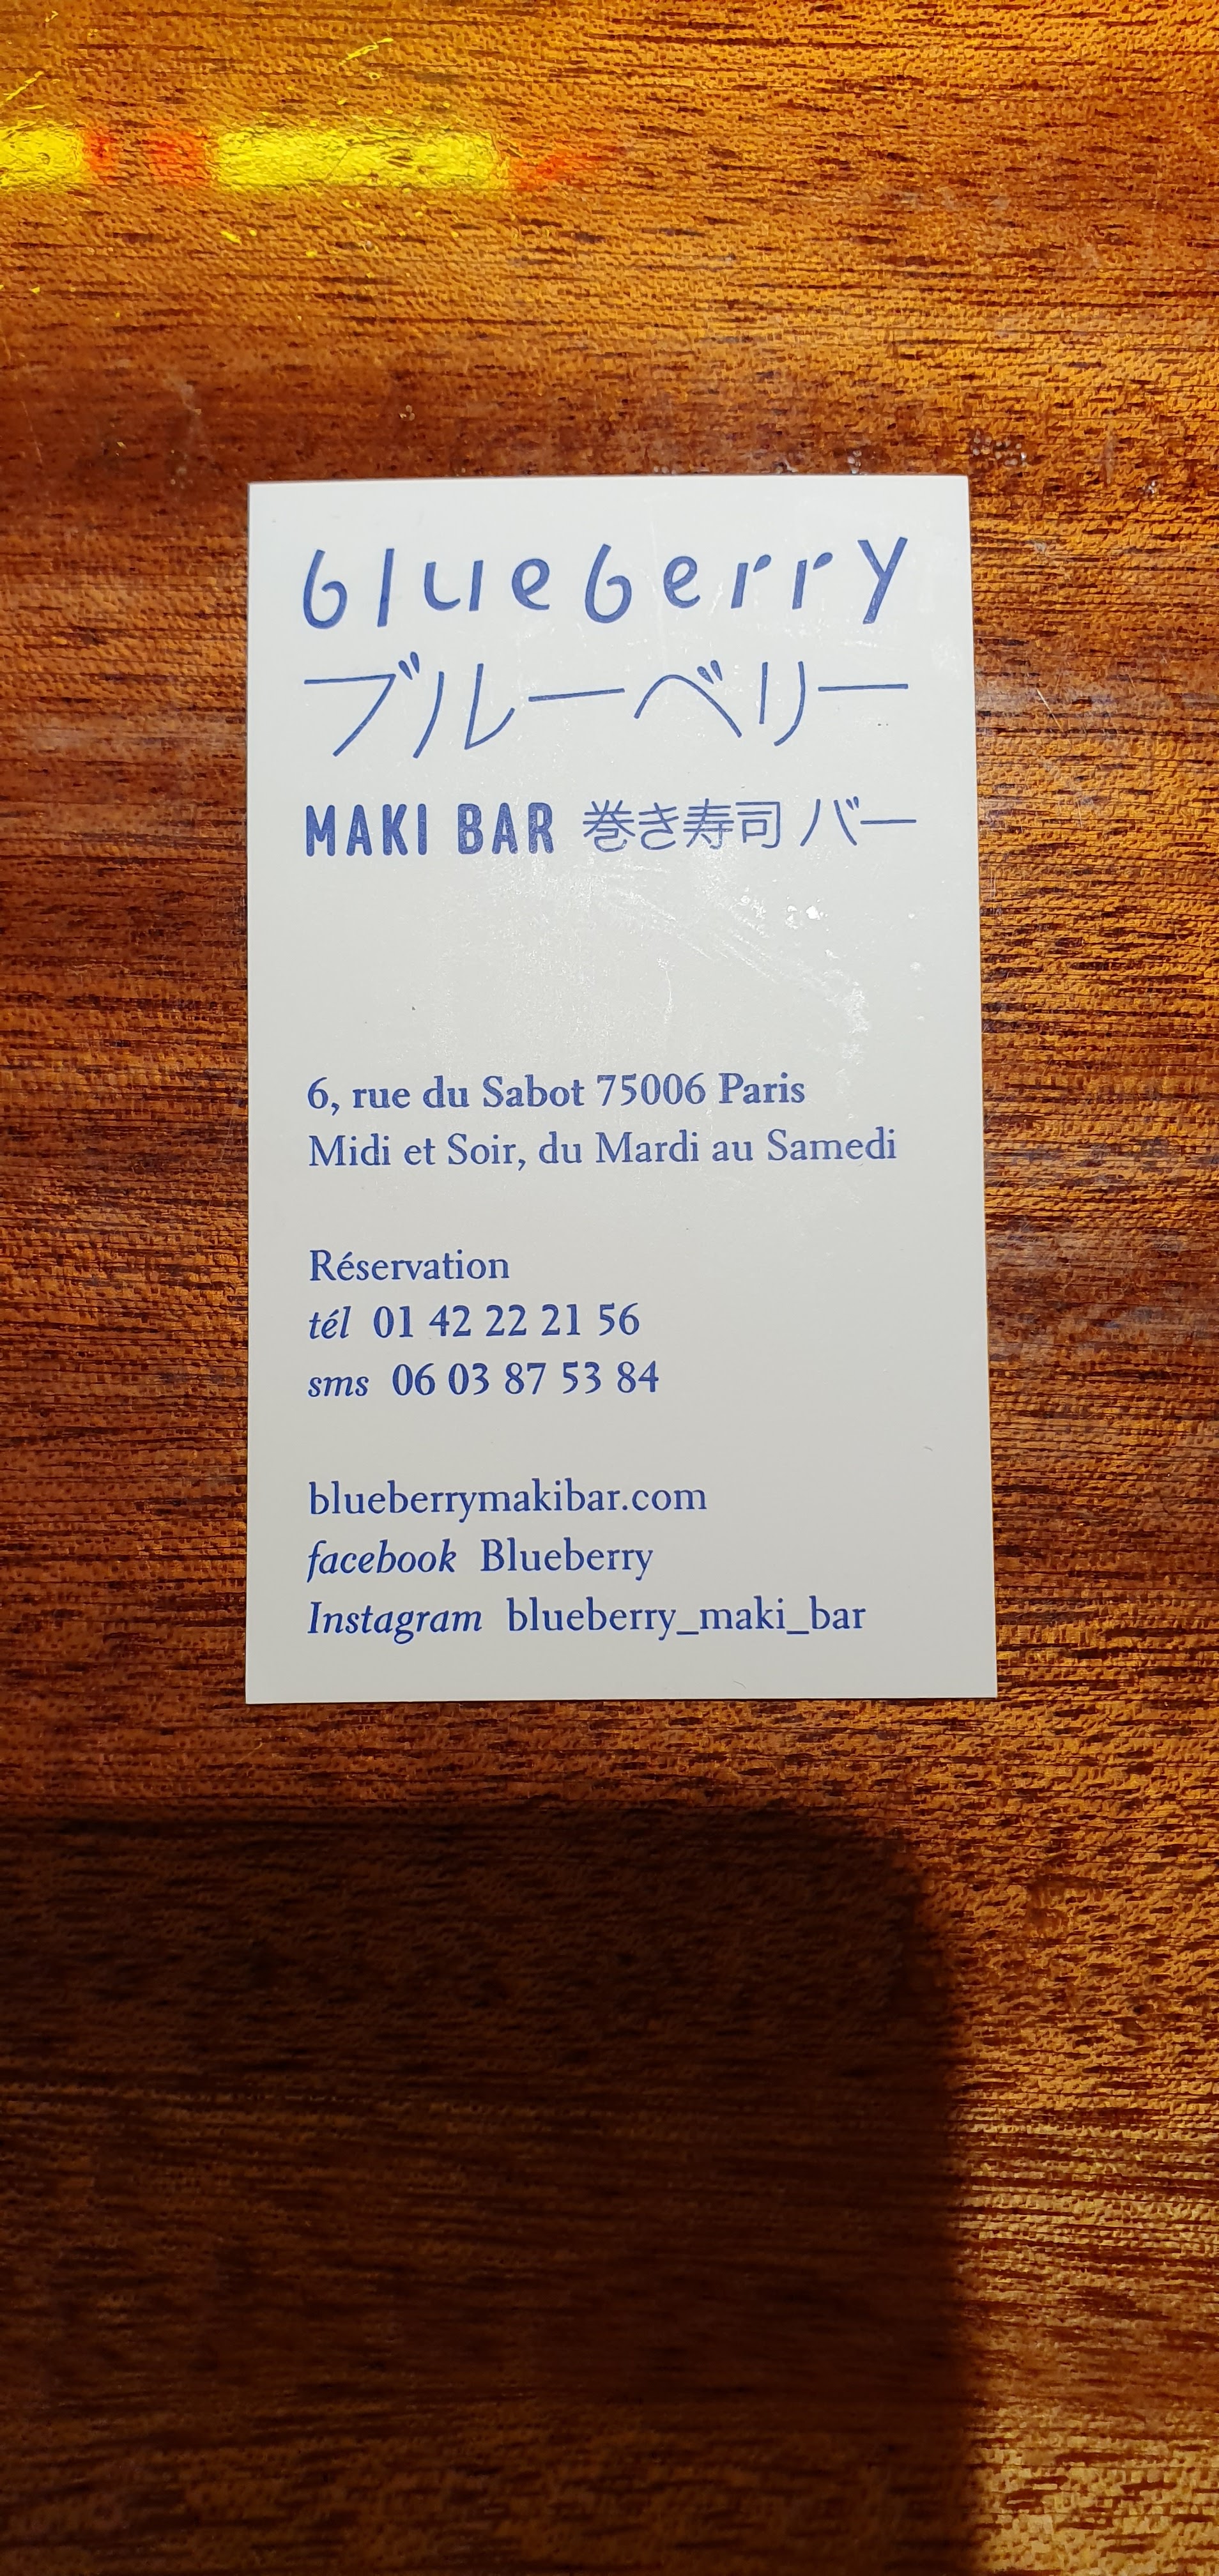 blueberry
ブルーベリー
MAKI BAR 巻き寿司 バー
6, rue du Sabot 75006 Paris
Midi et Soir, du Mardi au Samedi
Réservation
tél 01 42 22 21 56
sms 06 03 87 53 84
blueberrymakibar.com
facebook Blueberry
Instagram blueberry_maki_bar